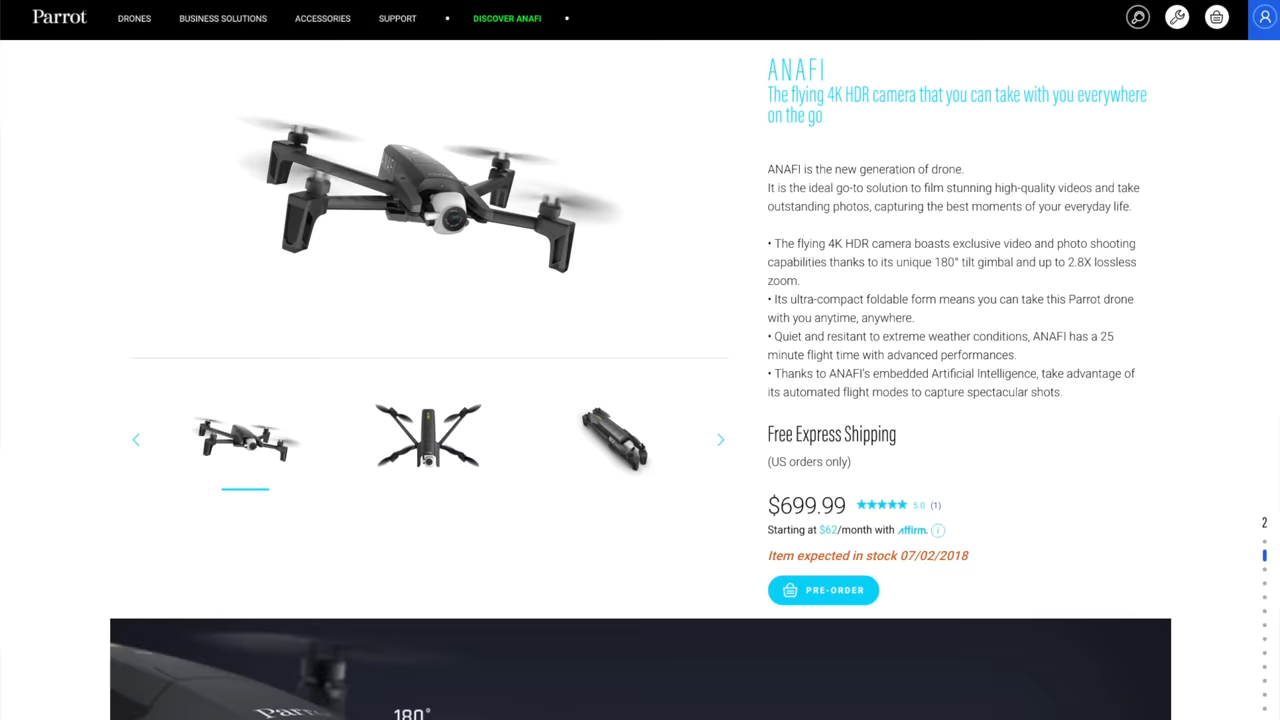 Parrot DRONES BUSINESS SOLUTIONS ACCESSORIES SUPPORT • DISCOVER ANAFI •
ANAFI
The flying 4K HDR camera that you can take with you everywhere
on the go
ANAFI is the new generation of drone.
It is the ideal go-to solution to film stunning high-quality videos and take
outstanding photos, capturing the best moments of your everyday life.
• The flying 4K HDR camera boasts exclusive video and photo shooting
capabilities thanks to its unique 180° tilt gimbal and up to 2.8X lossless
zoom.
• Its ultra-compact foldable form means you can take this Parrot drone
with you anytime, anywhere.
• Quiet and resitant to extreme weather conditions, ANAFI has a 25
minute flight time with advanced performances.
• Thanks to ANAFI's embedded Artificial Intelligence, take advantage of
its automated flight modes to capture spectacular shots.
Free Express Shipping
(US orders only)
$699.99 ★★★★★ 5.0 (1)
2
Starting at $62/month with affirm. i
Item expected in stock 07/02/2018
PRE-ORDER
Parrot
180°